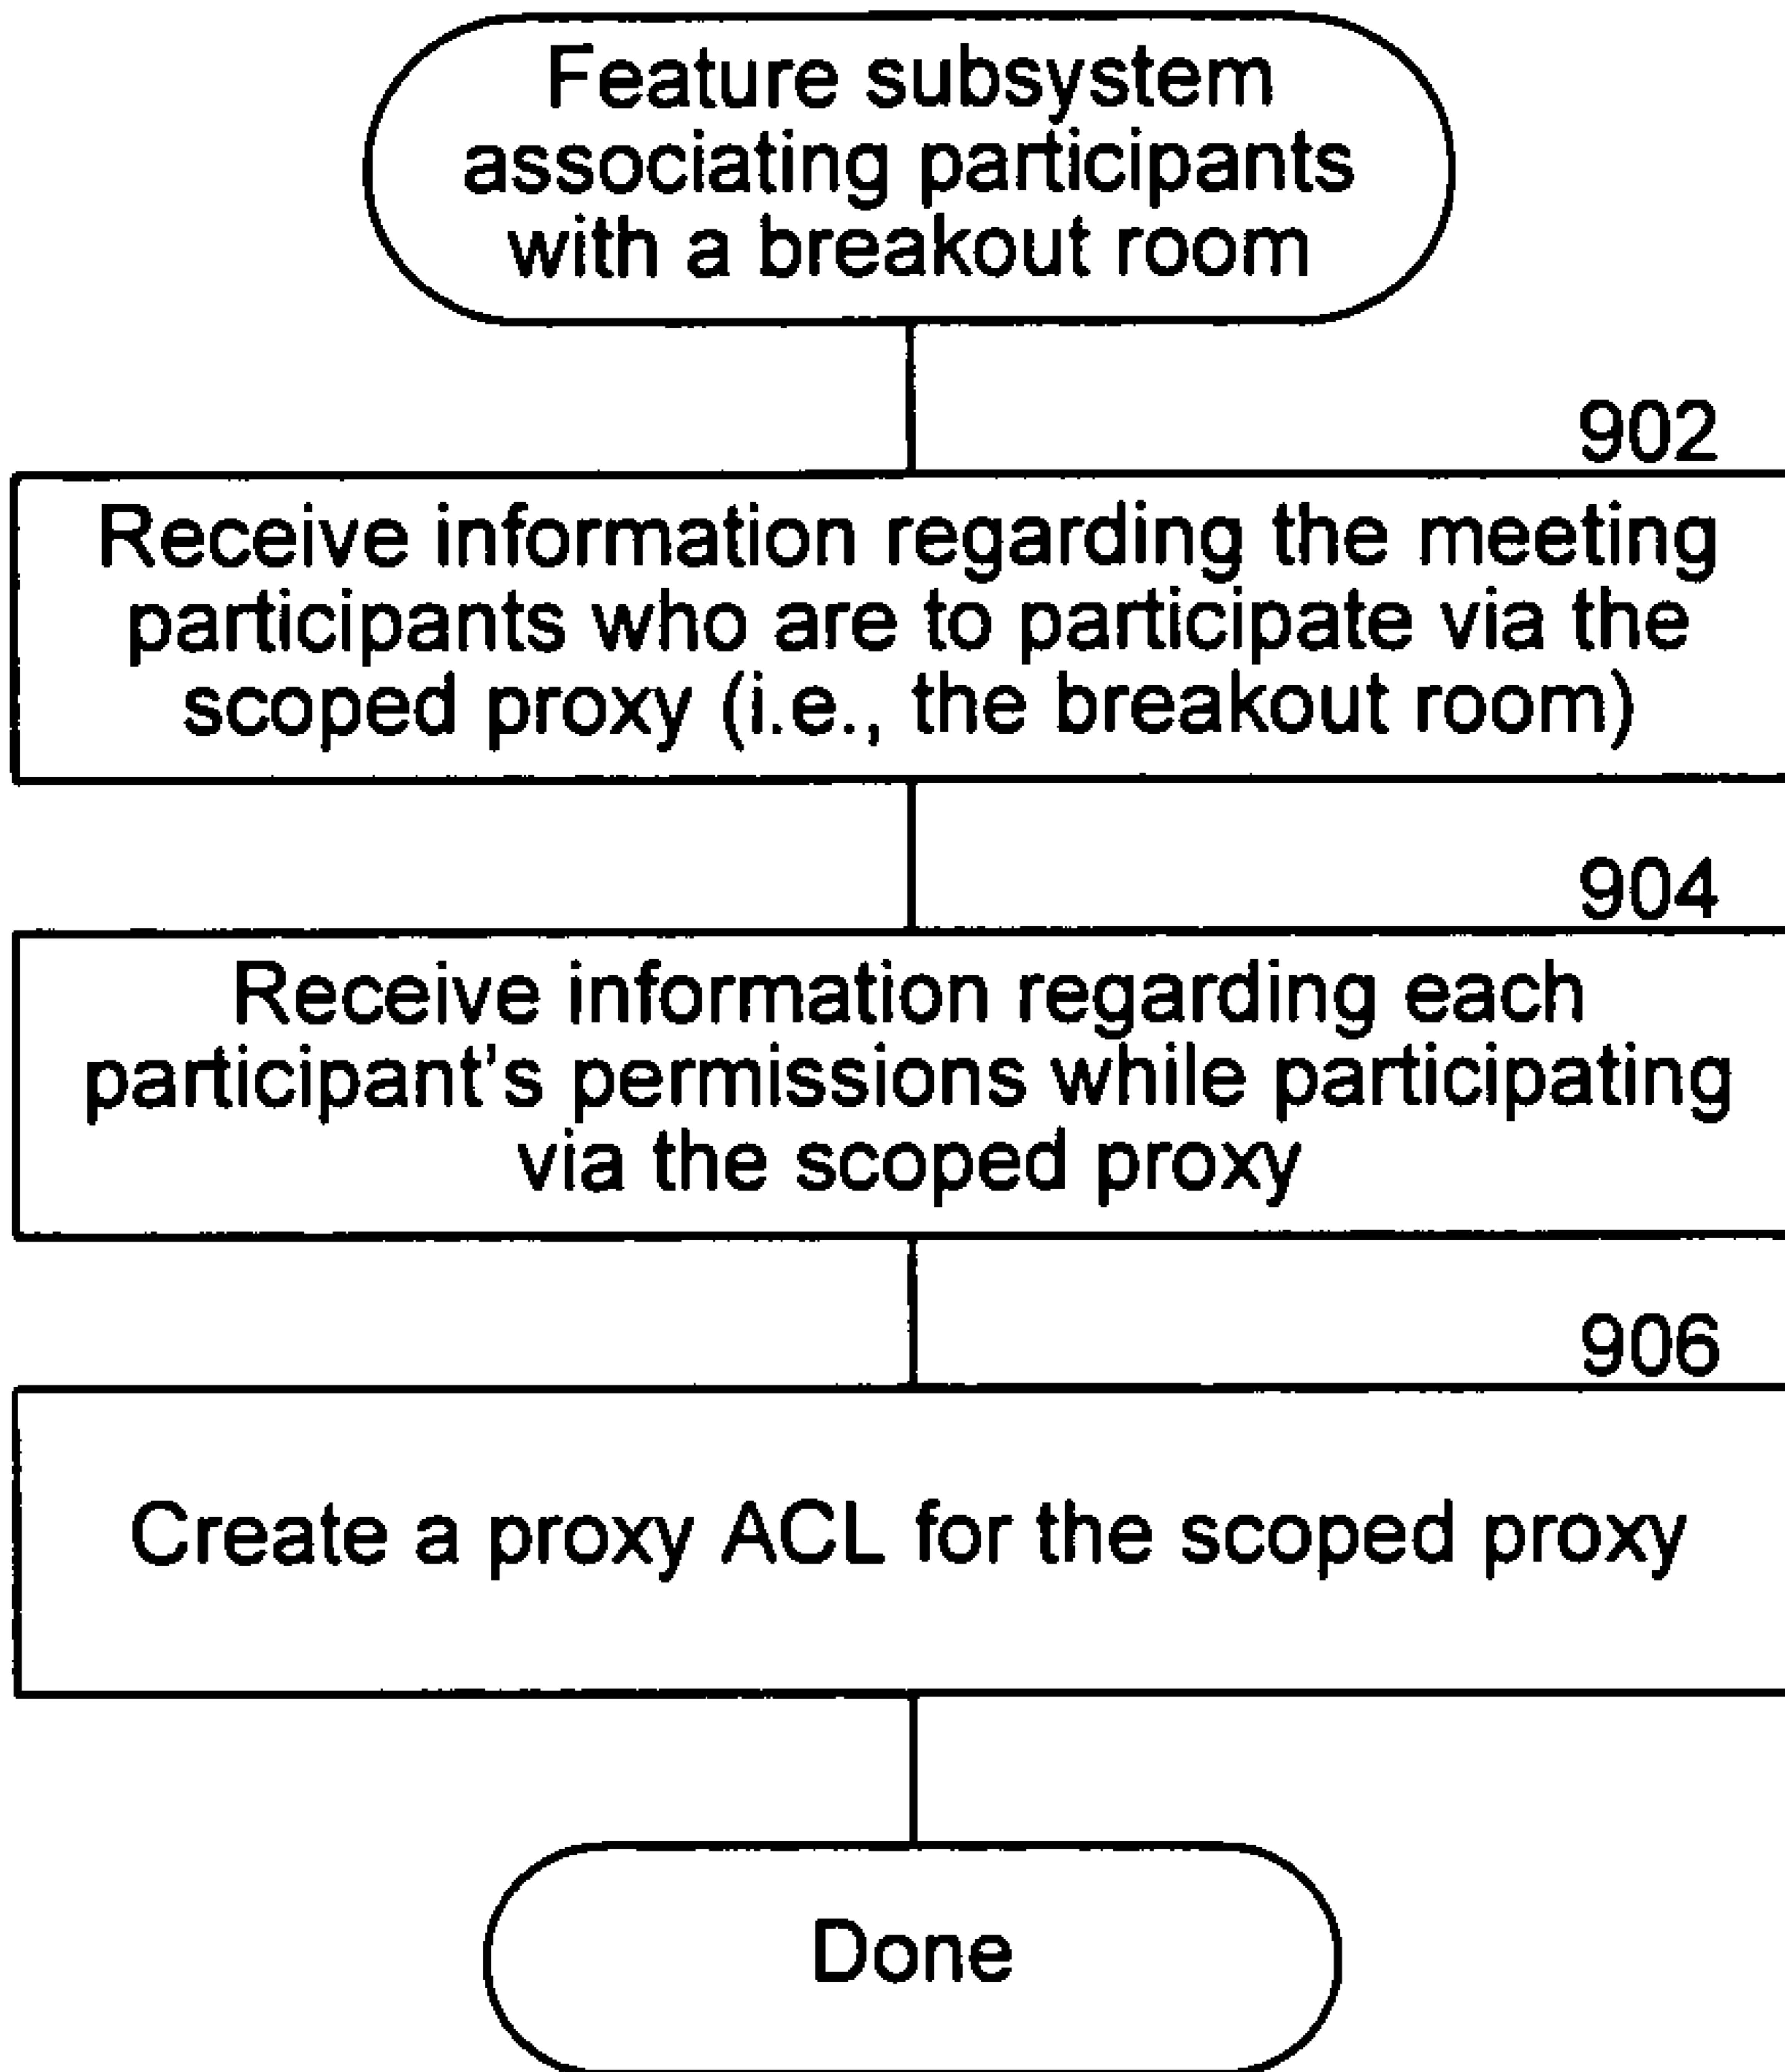 Feature subsystem
associating participants
with a breakout room
902
Receive information regarding the meeting
participants who are to participate via the
scoped proxy (i.e., the breakout room)
904
Receive information regarding each
participant's permissions while participating
via the scoped proxy
906
Create a proxy ACL for the scoped proxy
Done